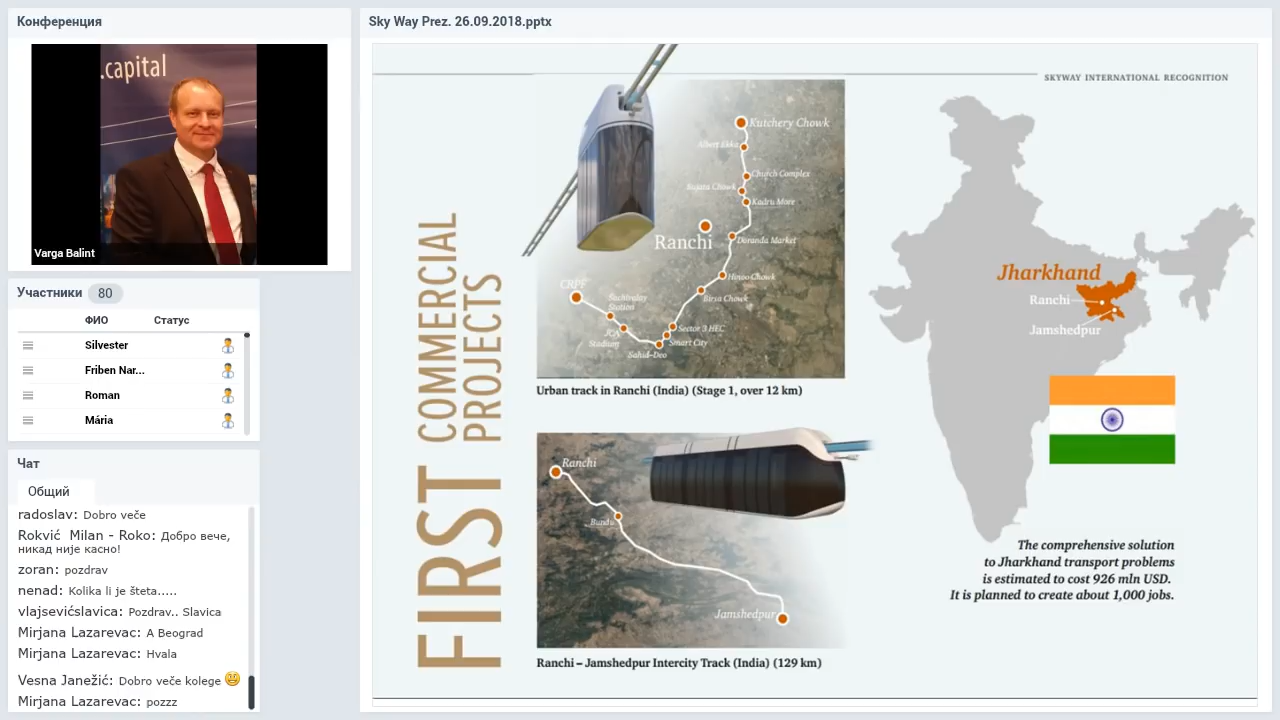 Конференция
.capital
Varga Balint
Участники 80
ФИО Статус
Silvester
Friben Nar...
Roman
Mária
Чат
Общий
radoslav: Dobro veče
Rokvić Milan - Roko: Добро вече,
никад није касно!
zoran: pozdrav
nenad: Kolika li je šteta.....
vlajsevićslavica: Pozdrav.. Slavica
Mirjana Lazarevac: A Beograd
Mirjana Lazarevac: Hvala
Vesna Janežić: Dobro veče kolege
Mirjana Lazarevac: pozzz
Sky Way Prez. 26.09.2018.pptx
SKYWAY INTERNATIONAL RECOGNITION
FIRST COMMERCIAL
PROJECTS
Kutchery Chowk
Albert Ekka
Church Complex
Sujata Chowk
Kadru More
Ranchi
Doranda Market
Hinoo Chowk
Birsa Chowk
CRPF
Sachivalay
Station
JCA
Stadium
Sector 3 HEC
Smart City
Sahid-Deo
Urban track in Ranchi (India) (Stage 1, over 12 km)
Ranchi
Bundu
Jamshedpur
Ranchi – Jamshedpur Intercity Track (India) (129 km)
Jharkhand
Ranchi
Jamshedpur
The comprehensive solution
to Jharkhand transport problems
is estimated to cost 926 mln USD.
It is planned to create about 1,000 jobs.